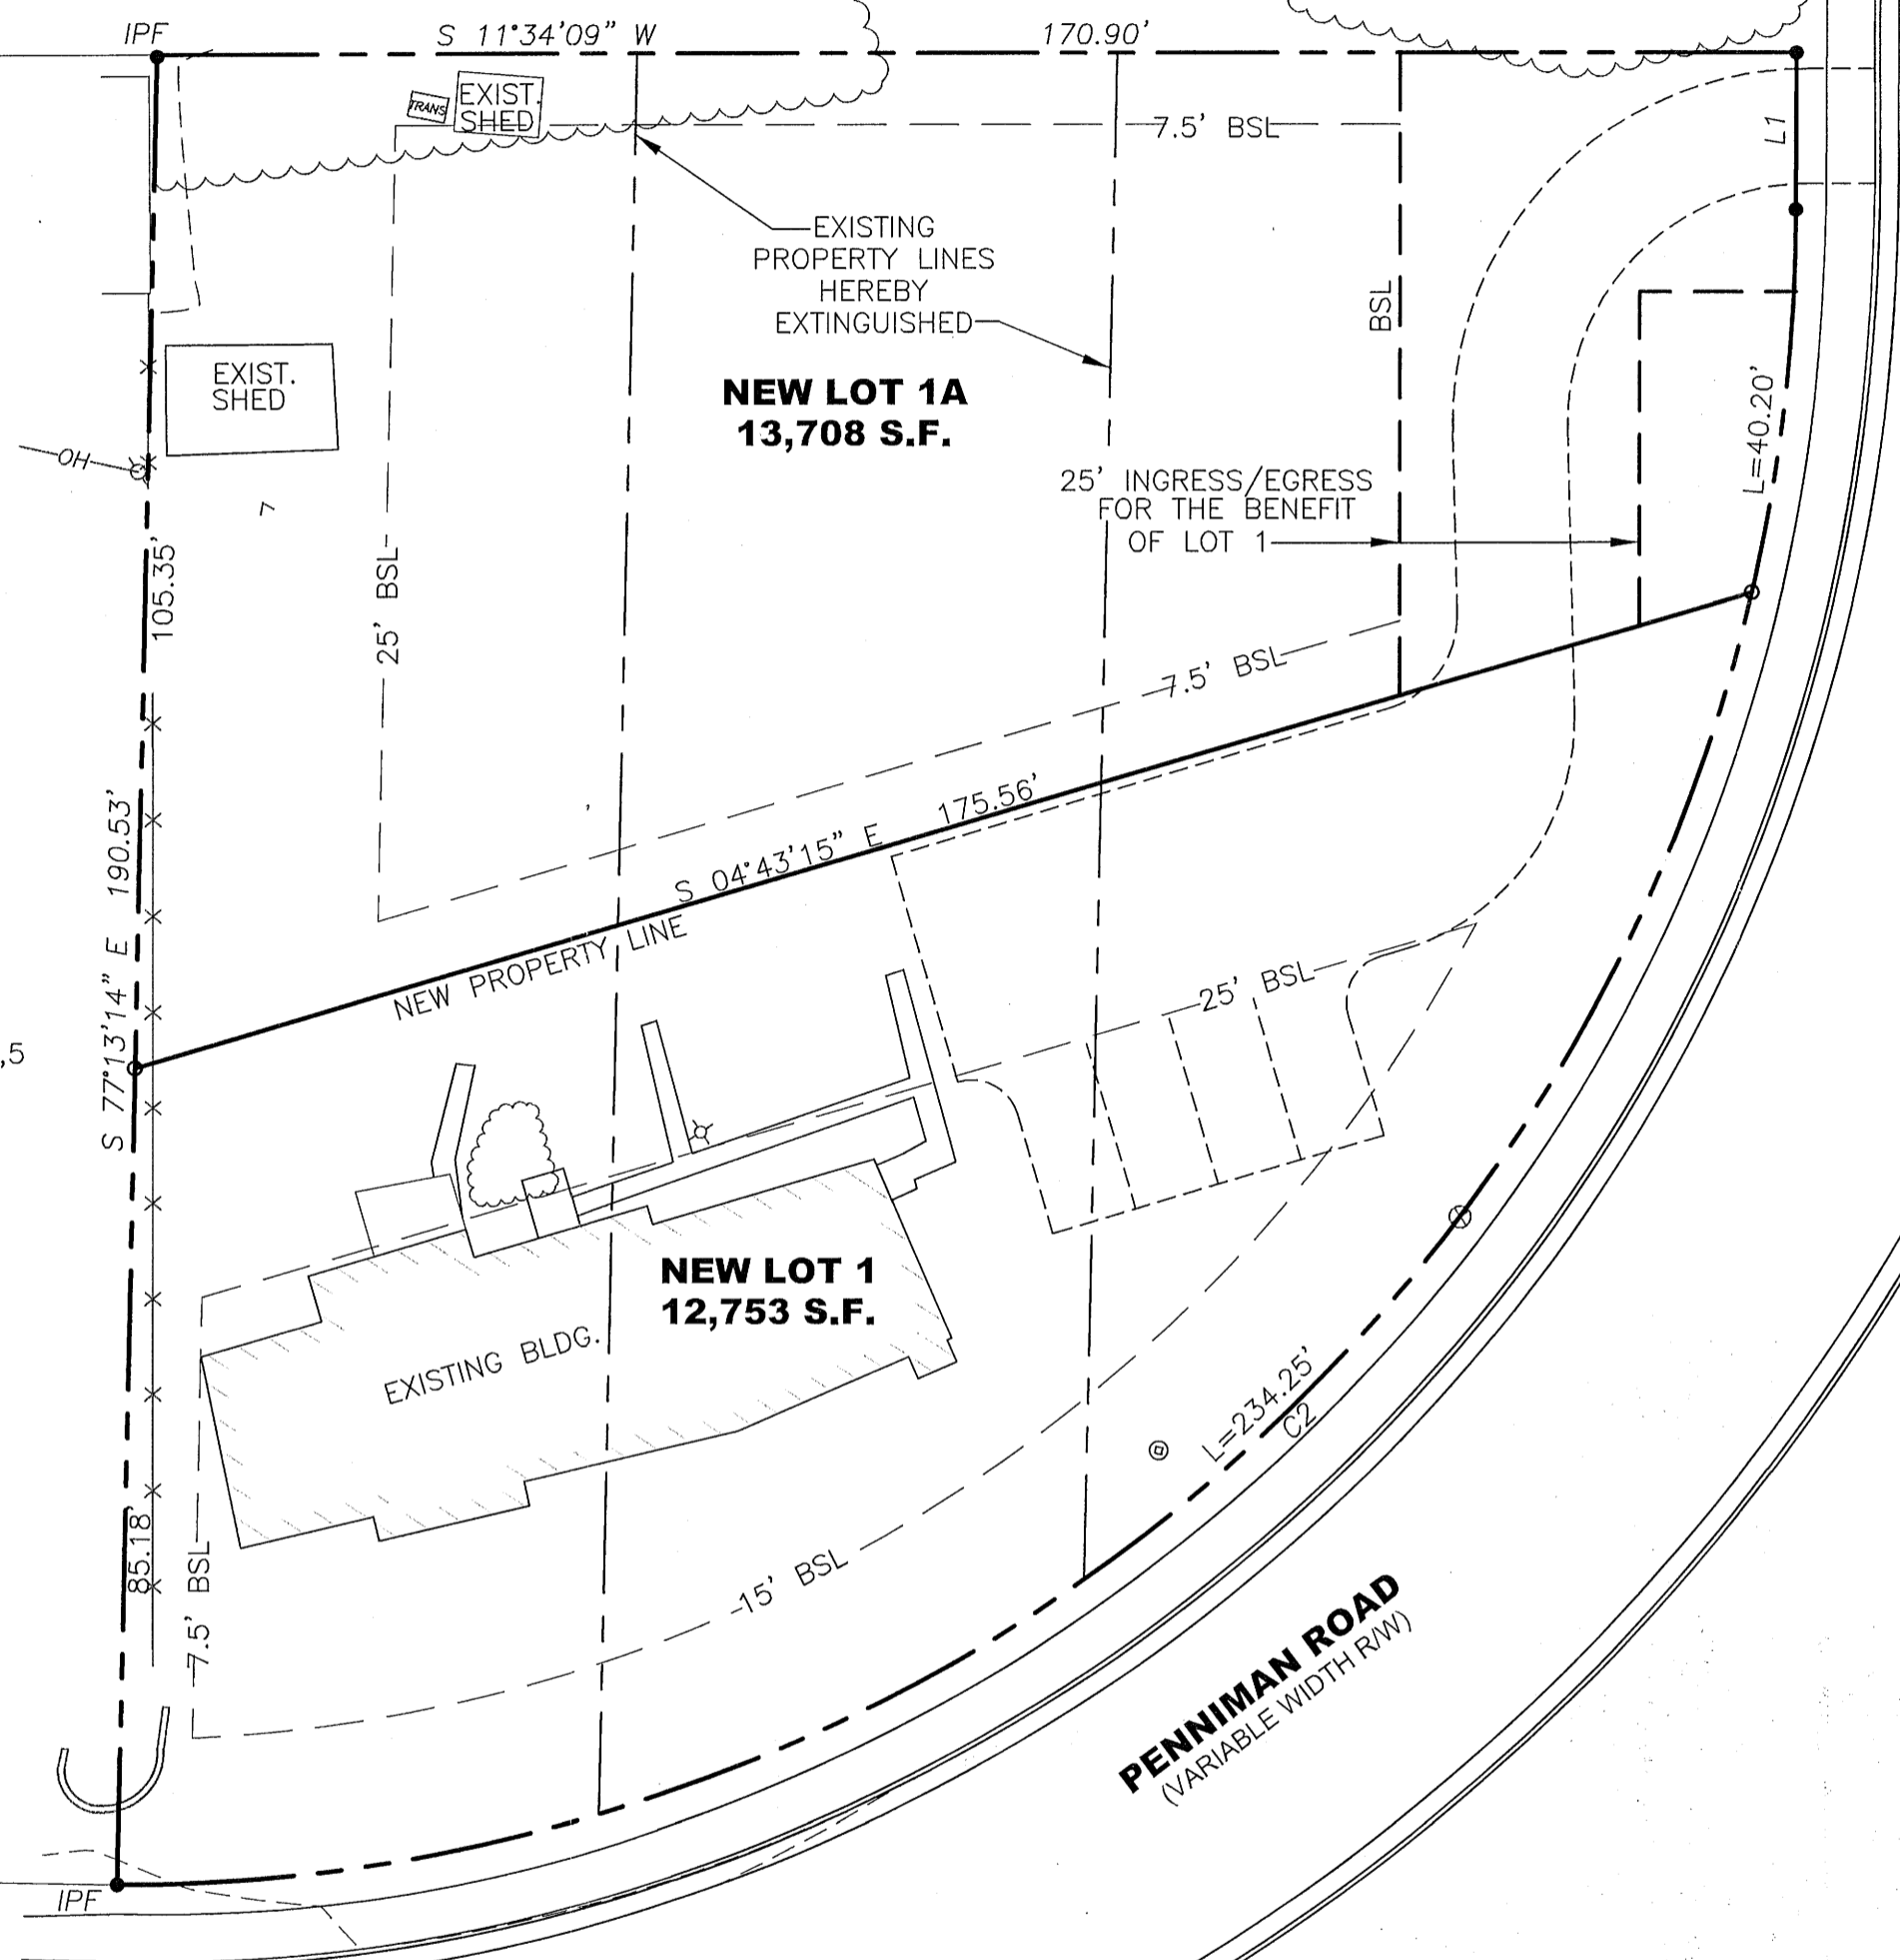 IPF
S 11°34'09" W
170.90'
TRANS
EXIST.
SHED
7.5' BSL
L1
EXISTING
PROPERTY LINES
HEREBY
EXTINGUISHED
BSL
EXIST.
SHED
NEW LOT 1A
13,708 S.F.
L=40.20'
OH
25' INGRESS/EGRESS
FOR THE BENEFIT
OF LOT 1
7
105.35'
25' BSL
7.5' BSL
175.56'
S 04°43'15" E
NEW PROPERTY LINE
S 77°13'14" E 190.53'
25' BSL
,5
NEW LOT 1
12,753 S.F.
EXISTING BLDG.
L=234.25'
C2
85.18'
7.5' BSL
15' BSL
PENNIMAN ROAD
(VARIABLE WIDTH R/W)
IPF